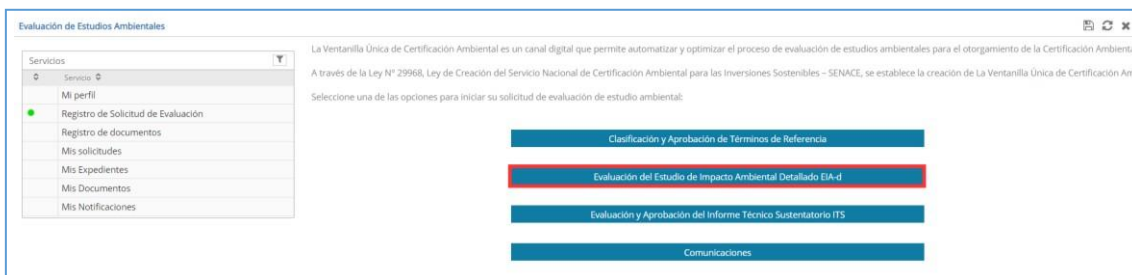 Evaluación de Estudios Ambientales
Servicios
Servicio
Mi perfil
Registro de Solicitud de Evaluación
Registro de documentos
Mis solicitudes
Mis Expedientes
Mis Documentos
Mis Notificaciones
La Ventanilla Única de Certificación Ambiental es un canal digital que permite automatizar y optimizar el proceso de evaluación de estudios ambientales para el otorgamiento de la Certificación Ambienta
A través de la Ley N° 29968, Ley de Creación del Servicio Nacional de Certificación Ambiental para las Inversiones Sostenibles – SENACE, se establece la creación de La Ventanilla Única de Certificación Am
Seleccione una de las opciones para iniciar su solicitud de evaluación de estudio ambiental:
Clasificación y Aprobación de Términos de Referencia
Evaluación del Estudio de Impacto Ambiental Detallado EIA-d
Evaluación y Aprobación del Informe Técnico Sustentatorio ITS
Comunicaciones